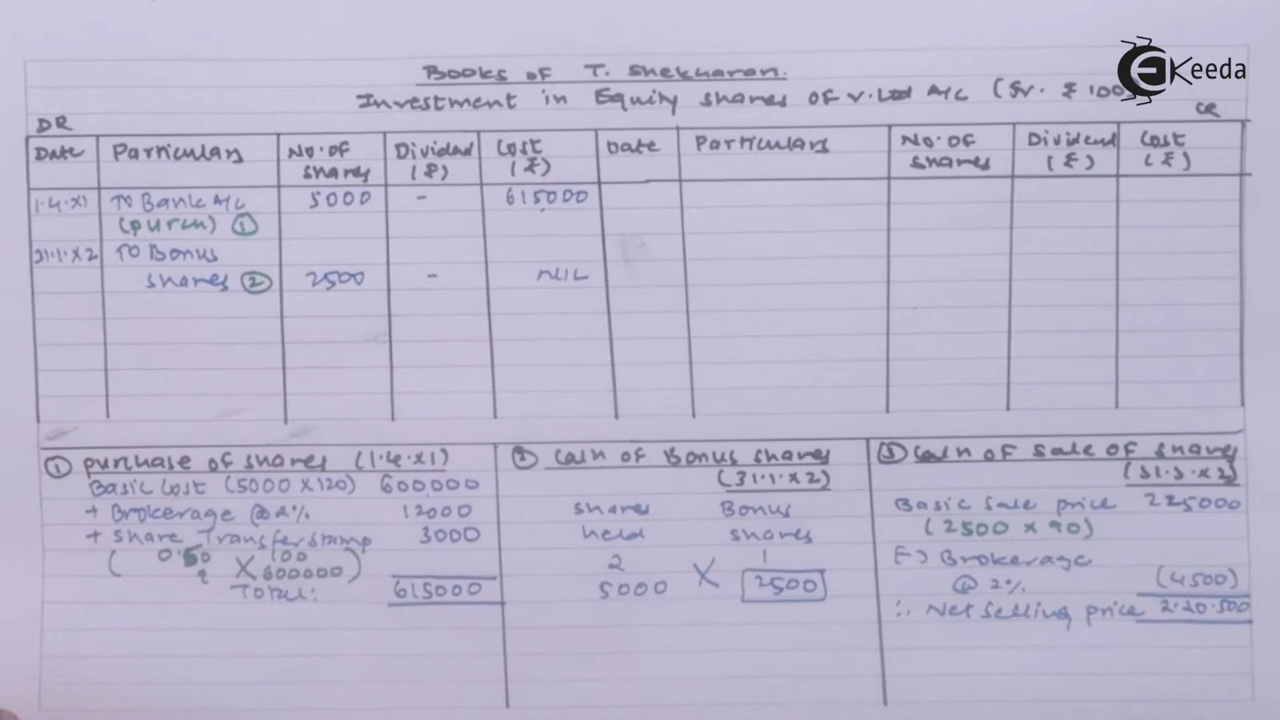 Keeda
Books of T. Shekharan.
Investment in Equity shares of V. Ltd A/c (fv. ₹ 100)
DR
CR
Date Particulars No. of shares Dividend (₹) Cost (₹) Date Particulars No. of shares Dividend (₹) Cost (₹)
1.4.X1 To Bank A/c 5000 - 615000
(purch) ①
31.1.X2 To Bonus
shares ② 2500 - NIL
① purchase of shares (1.4.X1)
Basic Cost (5000 X 120) 600,000
+ Brokerage @ 2% 12000
+ Share Transfer stamp 3000
( 0.50 X 600000 )
100
Total: 615000
② Caln of Bonus shares
(31.1.X2)
shares Bonus
held shares
2 1
5000 X 2500
③ Caln of sale of shares
(31.3.X2)
Basic sale price 225000
(2500 X 90)
(-) Brokerage
@ 2% (4500)
∴ Net selling price 2.20.500